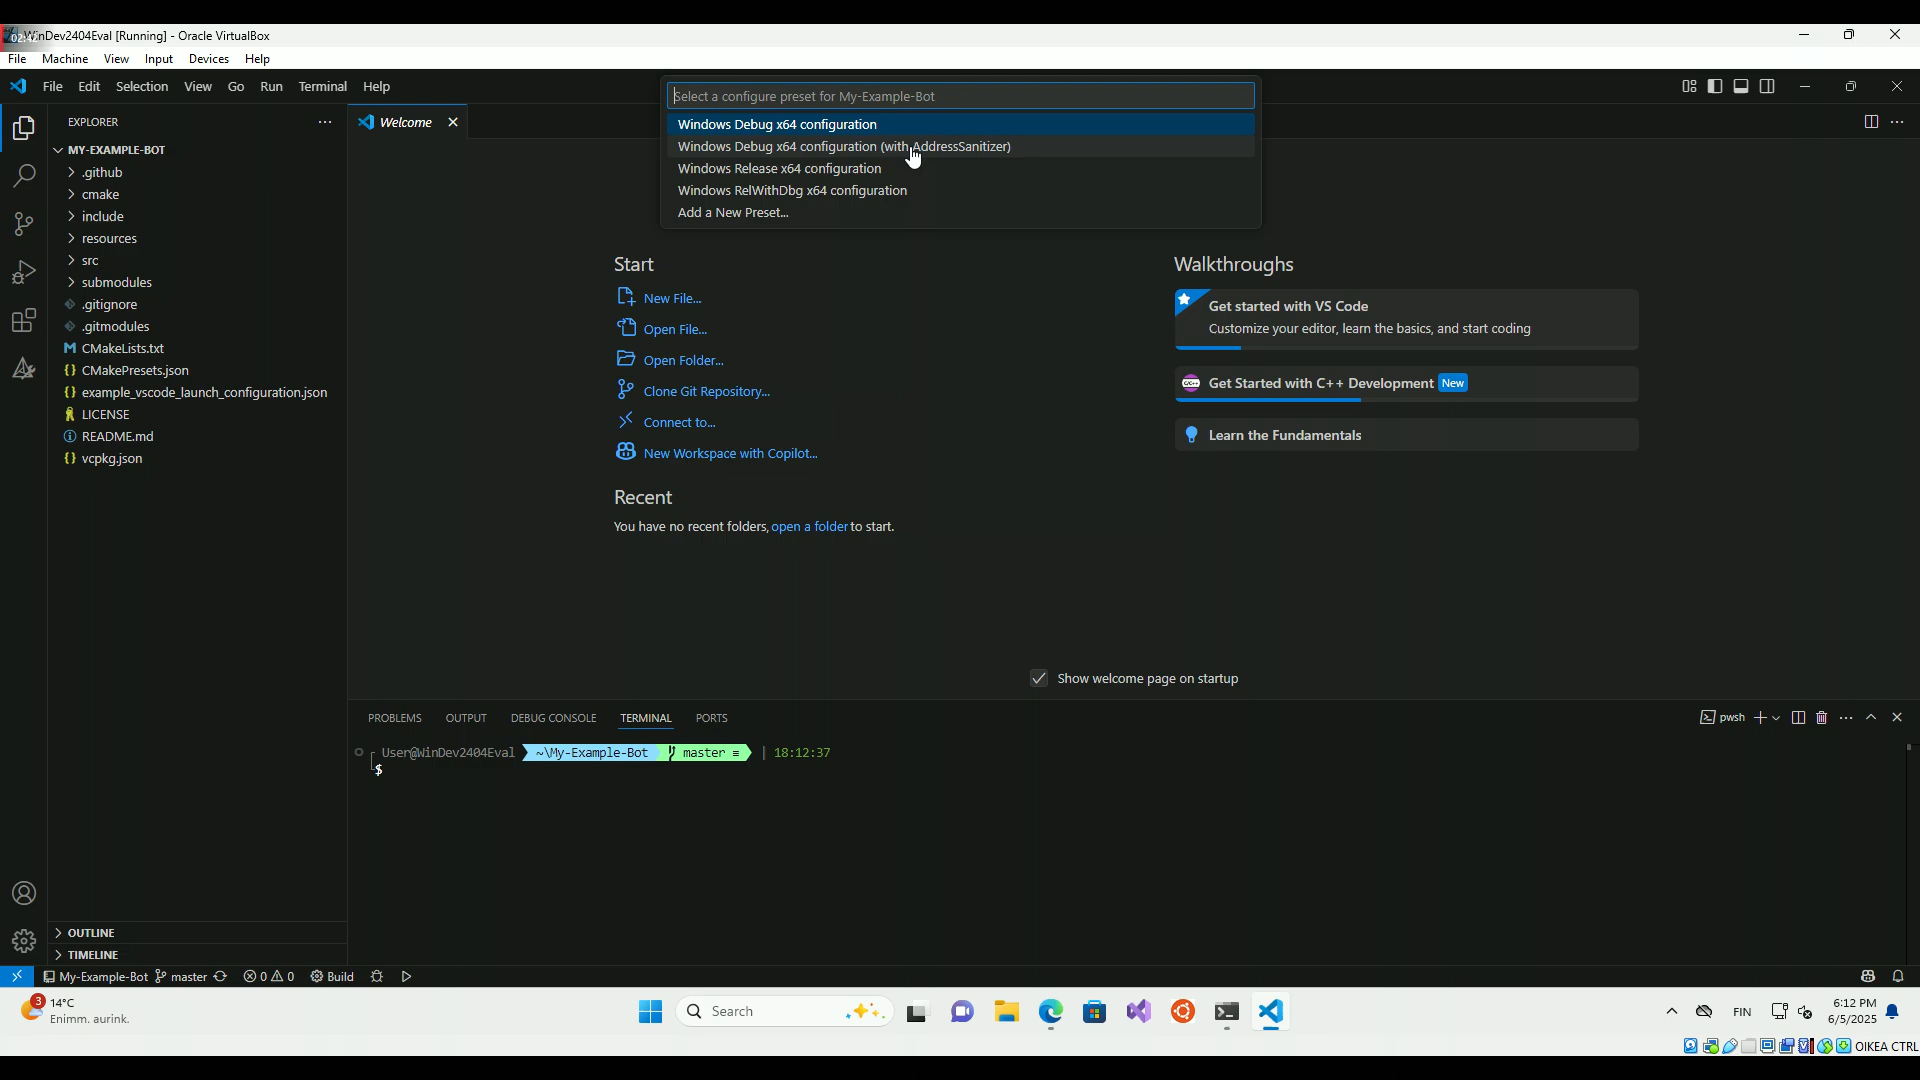 02:42
WinDev2404Eval [Running] - Oracle VirtualBox
File Machine View Input Devices Help
File Edit Selection View Go Run Terminal Help
Select a configure preset for My-Example-Bot
Windows Debug x64 configuration
Windows Debug x64 configuration (with AddressSanitizer)
Windows Release x64 configuration
Windows RelWithDbg x64 configuration
Add a New Preset...
EXPLORER
MY-EXAMPLE-BOT
.github
cmake
include
resources
src
submodules
.gitignore
.gitmodules
CMakeLists.txt
CMakePresets.json
example_vscode_launch_configuration.json
LICENSE
README.md
vcpkg.json
OUTLINE
TIMELINE
Welcome
Start
New File...
Open File...
Open Folder...
Clone Git Repository...
Connect to...
New Workspace with Copilot...
Recent
You have no recent folders, open a folder to start.
Walkthroughs
Get started with VS Code
Customize your editor, learn the basics, and start coding
Get Started with C++ Development New
Learn the Fundamentals
Show welcome page on startup
PROBLEMS OUTPUT DEBUG CONSOLE TERMINAL PORTS
pwsh
User@WinDev2404Eval ~\My-Example-Bot master ≡ | 18:12:37
$
My-Example-Bot master 0 0 Build
3
14°C
Enimm. aurink.
Search
FIN
6:12 PM
6/5/2025
OIKEA CTRL